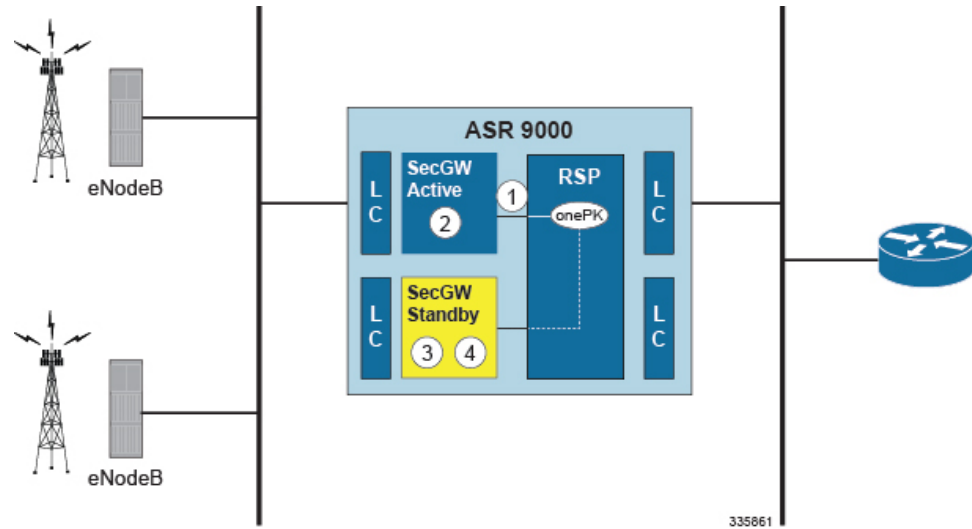 eNodeB
ASR 9000
L
C
SecGW
Active
2
1
RSP
onePK
L
C
L
C
SecGW
Standby
3 4
L
C
eNodeB
335861